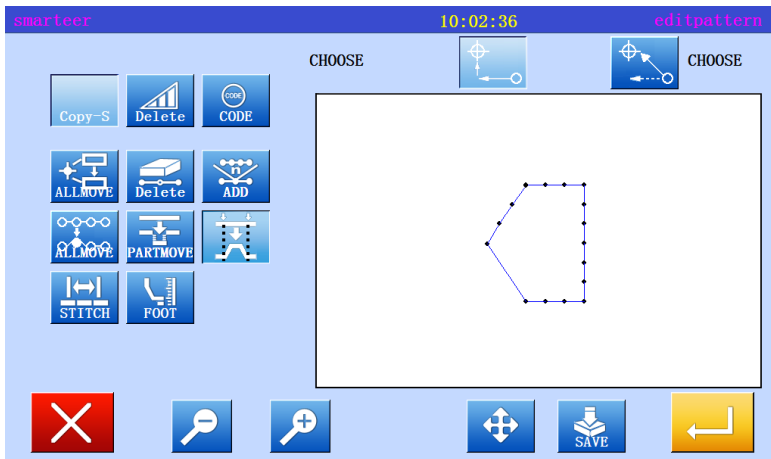 smarteer 10:02:36 editpattern
CHOOSE CHOOSE
Copy-S Delete CODE CODE
ALLMOVE Delete n ADD
ALLMOVE PARTMOVE
STITCH FOOT
SAVE